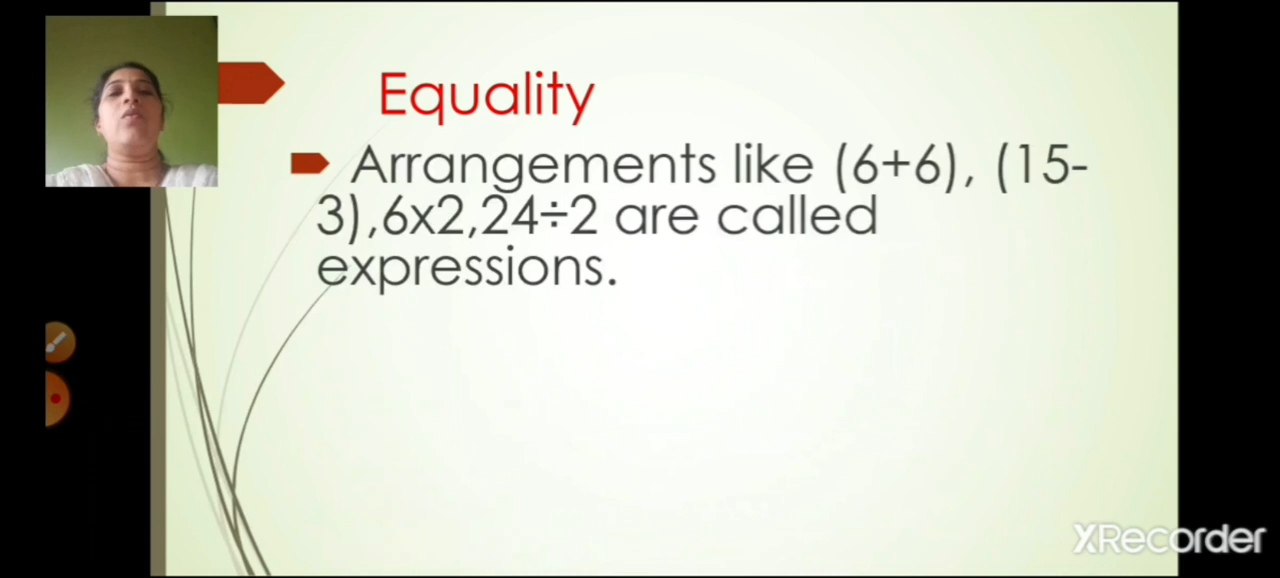 Equality
Arrangements like (6+6), (15-
3),6x2,24÷2 are called
expressions.
XRecorder